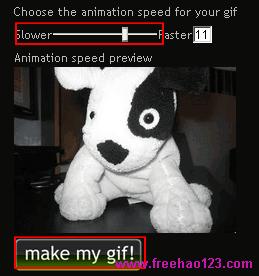 Choose the animation speed for your gif
Slower Faster 11
Animation speed preview
make my gif!
www.freehao123.com